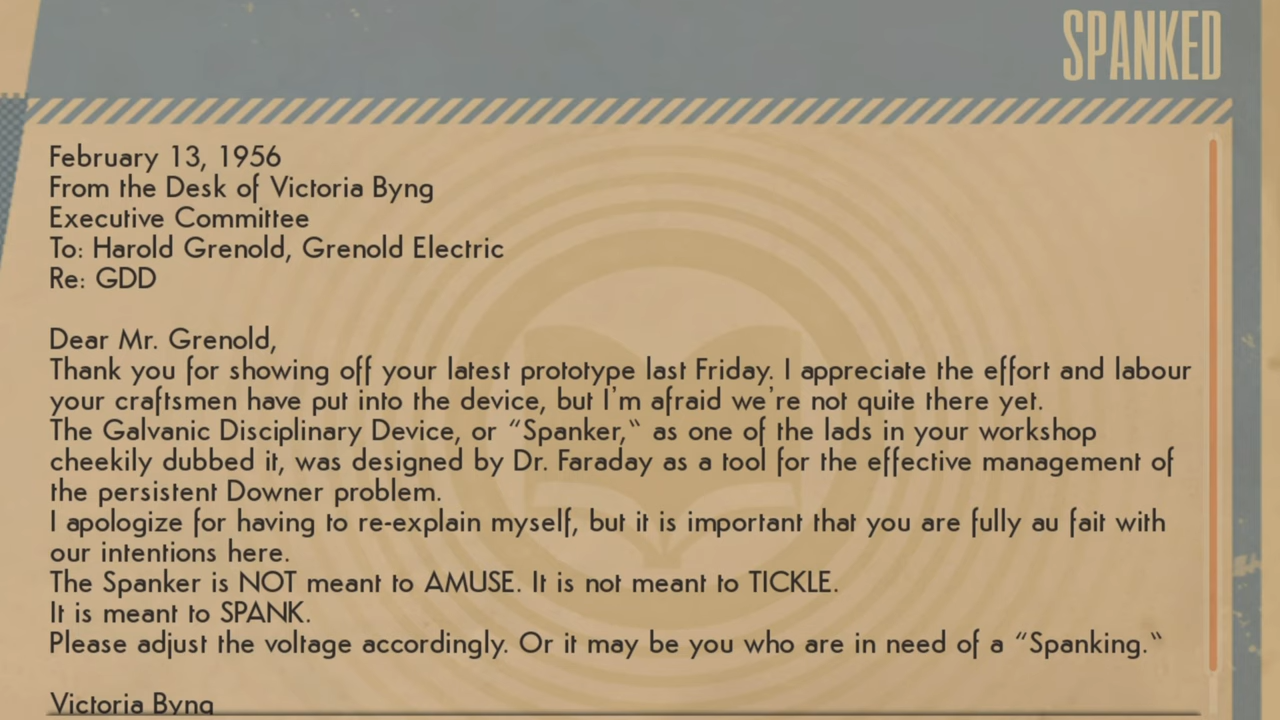 SPANKED
February 13, 1956
From the Desk of Victoria Byng
Executive Committee
To: Harold Grenold, Grenold Electric
Re: GDD
Dear Mr. Grenold,
Thank you for showing off your latest prototype last Friday. I appreciate the effort and labour
your craftsmen have put into the device, but I'm afraid we're not quite there yet.
The Galvanic Disciplinary Device, or “Spanker,“ as one of the lads in your workshop
cheekily dubbed it, was designed by Dr. Faraday as a tool for the effective management of
the persistent Downer problem.
I apologize for having to re-explain myself, but it is important that you are fully au fait with
our intentions here.
The Spanker is NOT meant to AMUSE. It is not meant to TICKLE.
It is meant to SPANK.
Please adjust the voltage accordingly. Or it may be you who are in need of a “Spanking.“
Victoria Byng